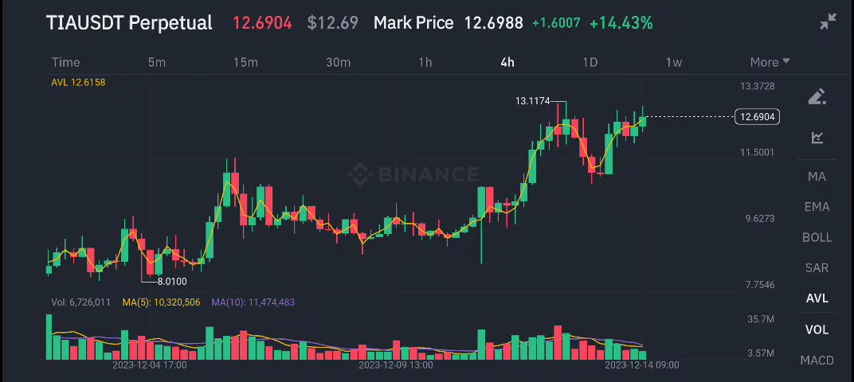 TIAUSDT Perpetual 12.6904 $12.69 Mark Price 12.6988 +1.6007 +14.43%
Time 5m 15m 30m 1h 4h 1D 1w More
AVL 12.6158
13.3728
13.1174
12.6904
11.5001
BINANCE
MA
EMA
9.6273
BOLL
SAR
8.0100
7.7546
AVL
Vol: 6,726,011 MA(5): 10,320,506 MA(10): 11,474,483
35.7M
VOL
3.57M
MACD
2023-12-04 17:00 2023-12-09 13:00 2023-12-14 09:00